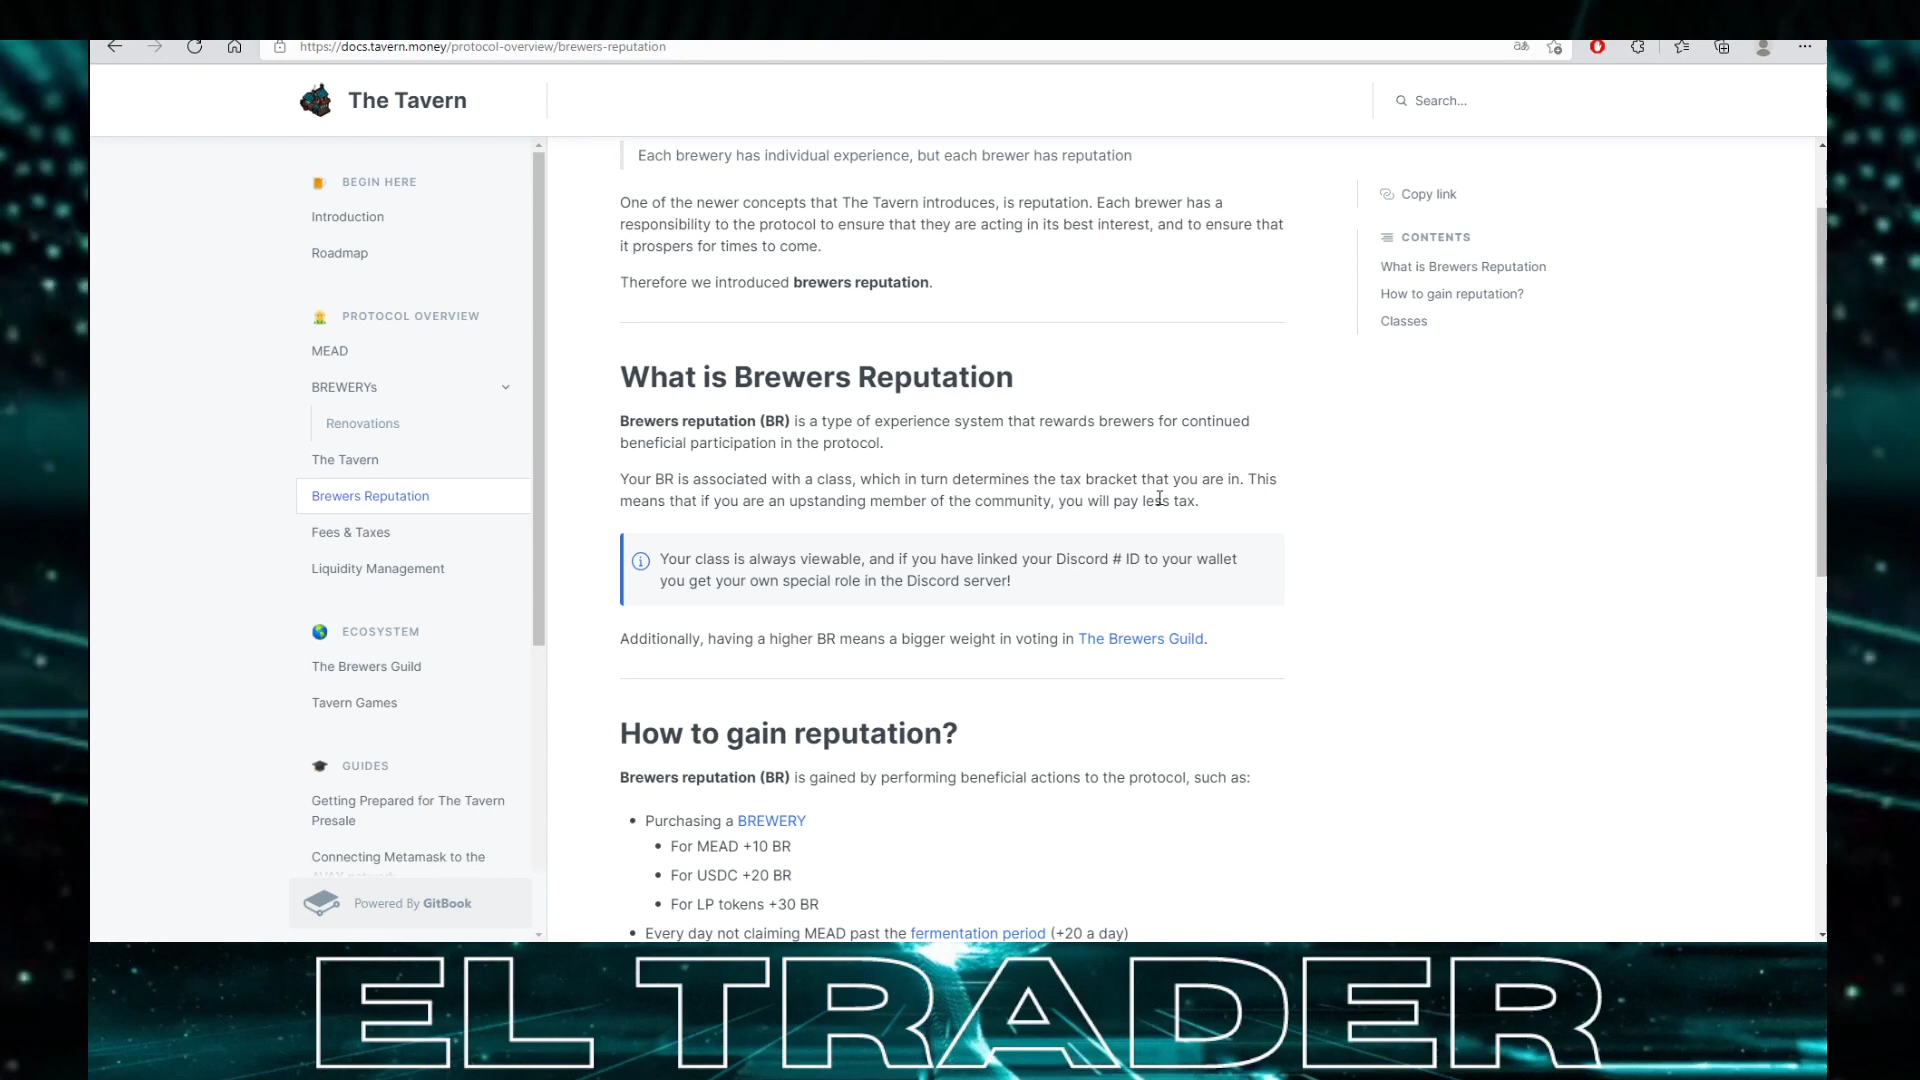 https://docs.tavern.money/protocol-overview/brewers-reputation
The Tavern
Search...
BEGIN HERE
Introduction
Roadmap
PROTOCOL OVERVIEW
MEAD
BREWERYs
Renovations
The Tavern
Brewers Reputation
Fees & Taxes
Liquidity Management
ECOSYSTEM
The Brewers Guild
Tavern Games
GUIDES
Getting Prepared for The Tavern
Presale
Connecting Metamask to the
AVAX network
Powered By GitBook
Each brewery has individual experience, but each brewer has reputation
One of the newer concepts that The Tavern introduces, is reputation. Each brewer has a
responsibility to the protocol to ensure that they are acting in its best interest, and to ensure that
it prospers for times to come.
Therefore we introduced brewers reputation.
What is Brewers Reputation
Brewers reputation (BR) is a type of experience system that rewards brewers for continued
beneficial participation in the protocol.
Your BR is associated with a class, which in turn determines the tax bracket that you are in. This
means that if you are an upstanding member of the community, you will pay less tax.
Your class is always viewable, and if you have linked your Discord # ID to your wallet
you get your own special role in the Discord server!
Additionally, having a higher BR means a bigger weight in voting in The Brewers Guild.
How to gain reputation?
Brewers reputation (BR) is gained by performing beneficial actions to the protocol, such as:
• Purchasing a BREWERY
• For MEAD +10 BR
• For USDC +20 BR
• For LP tokens +30 BR
• Every day not claiming MEAD past the fermentation period (+20 a day)
Copy link
CONTENTS
What is Brewers Reputation
How to gain reputation?
Classes
EL TRADER